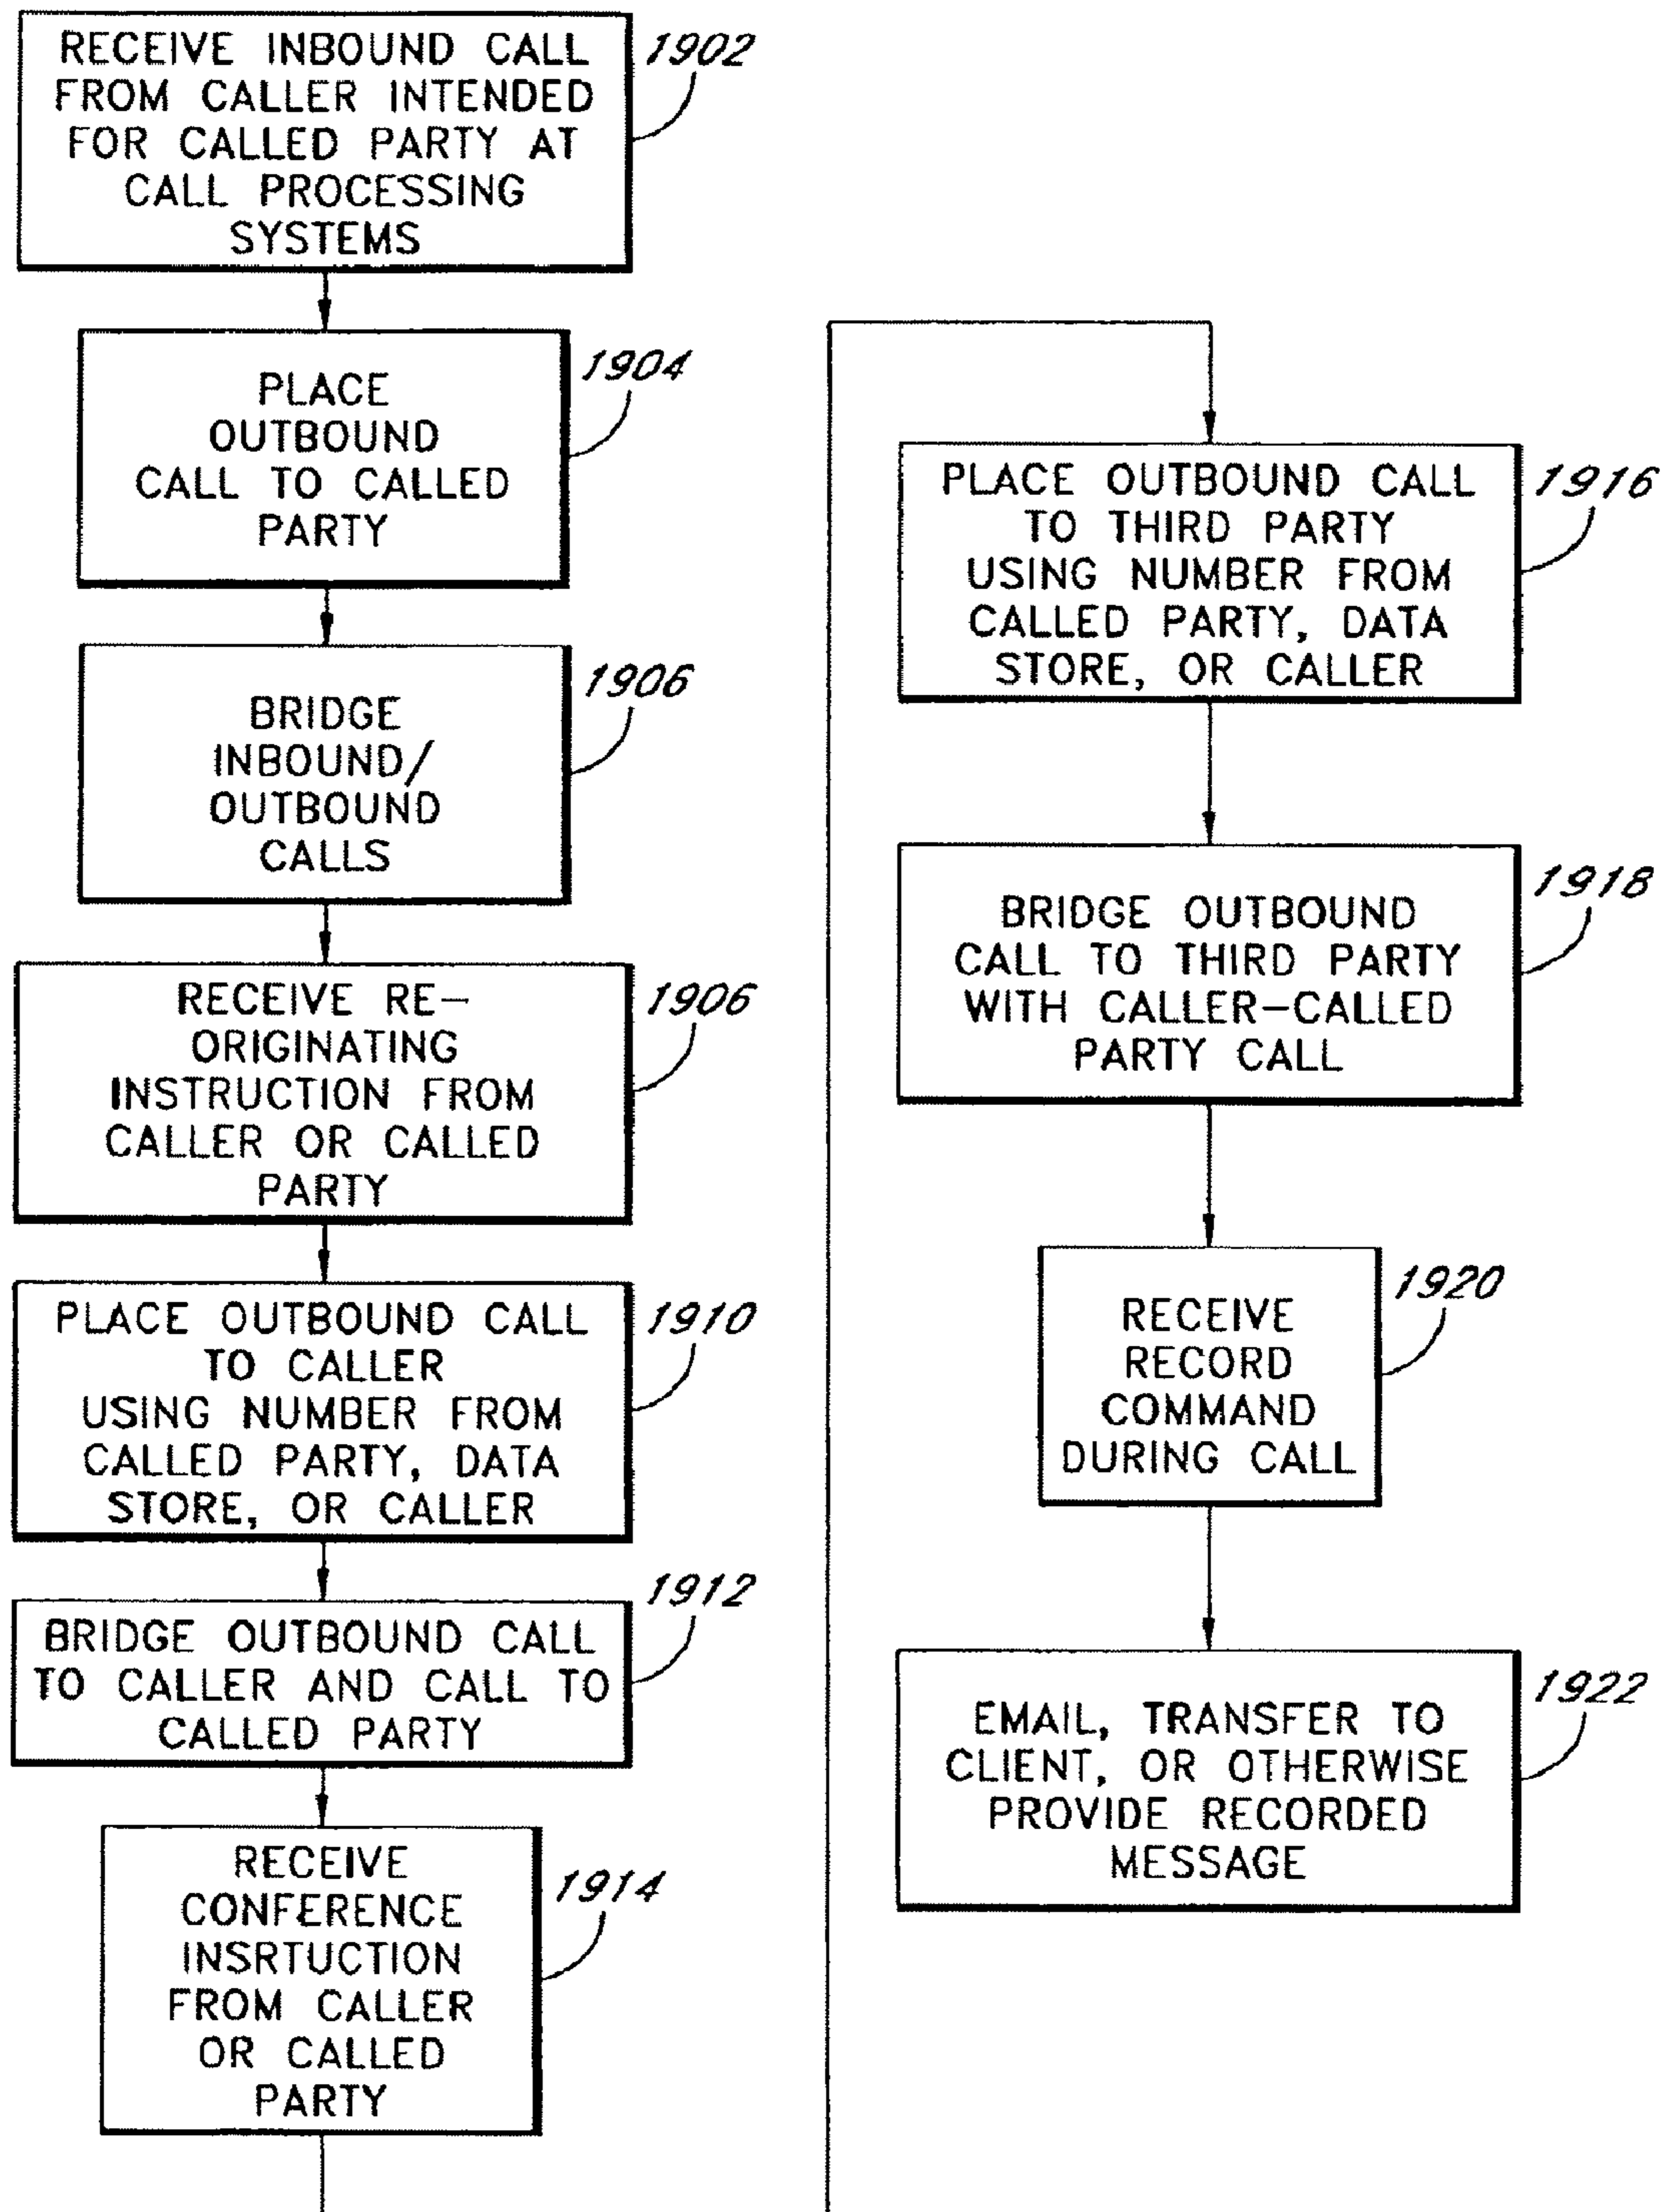 RECEIVE INBOUND CALL
FROM CALLER INTENDED
FOR CALLED PARTY AT
CALL PROCESSING
SYSTEMS
1902
PLACE
OUTBOUND
CALL TO CALLED
PARTY
1904
BRIDGE
INBOUND/
OUTBOUND
CALLS
1906
RECEIVE RE-
ORIGINATING
INSTRUCTION FROM
CALLER OR CALLED
PARTY
1906
PLACE OUTBOUND CALL
TO CALLER
USING NUMBER FROM
CALLED PARTY, DATA
STORE, OR CALLER
1910
BRIDGE OUTBOUND CALL
TO CALLER AND CALL TO
CALLED PARTY
1912
RECEIVE
CONFERENCE
INSRTUCTION
FROM CALLER
OR CALLED
PARTY
1914
PLACE OUTBOUND CALL
TO THIRD PARTY
USING NUMBER FROM
CALLED PARTY, DATA
STORE, OR CALLER
1916
BRIDGE OUTBOUND
CALL TO THIRD PARTY
WITH CALLER-CALLED
PARTY CALL
1918
RECEIVE
RECORD
COMMAND
DURING CALL
1920
EMAIL, TRANSFER TO
CLIENT, OR OTHERWISE
PROVIDE RECORDED
MESSAGE
1922